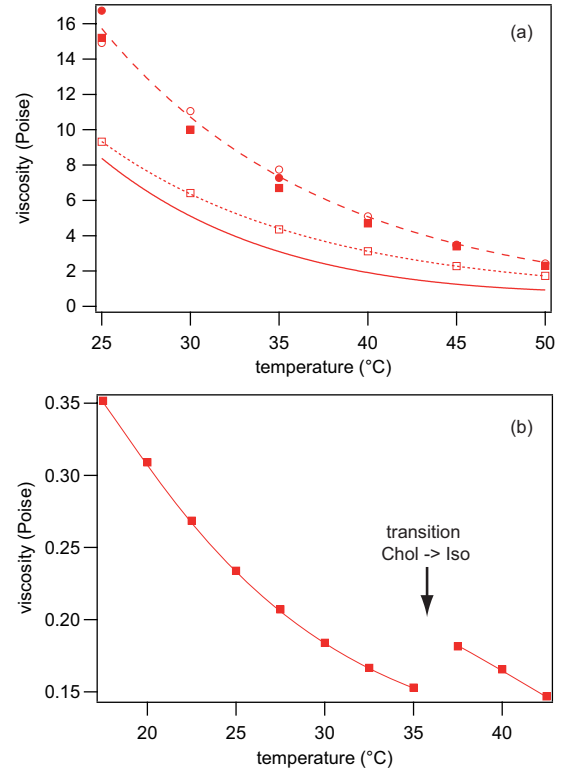 16
14
12
10
8
6
4
2
0
viscosity (Poise)
(a)
25 30 35 40 45 50
temperature (°C)
0.35
0.30
0.25
0.20
0.15
viscosity (Poise)
(b)
transition
Chol -> Iso
20 25 30 35 40
temperature (°C)